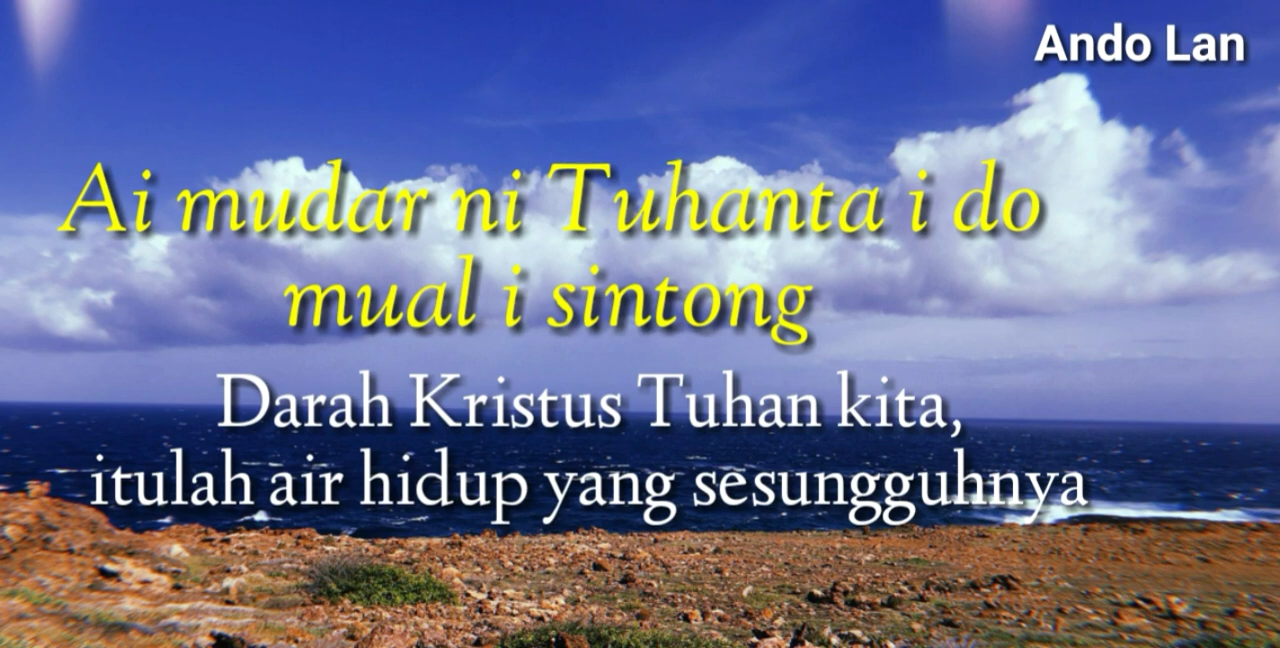 Ando Lan
Ai mudar ni Tuhanta i do
mual i sintong
Darah Kristus Tuhan kita,
itulah air hidup yang sesungguhnya